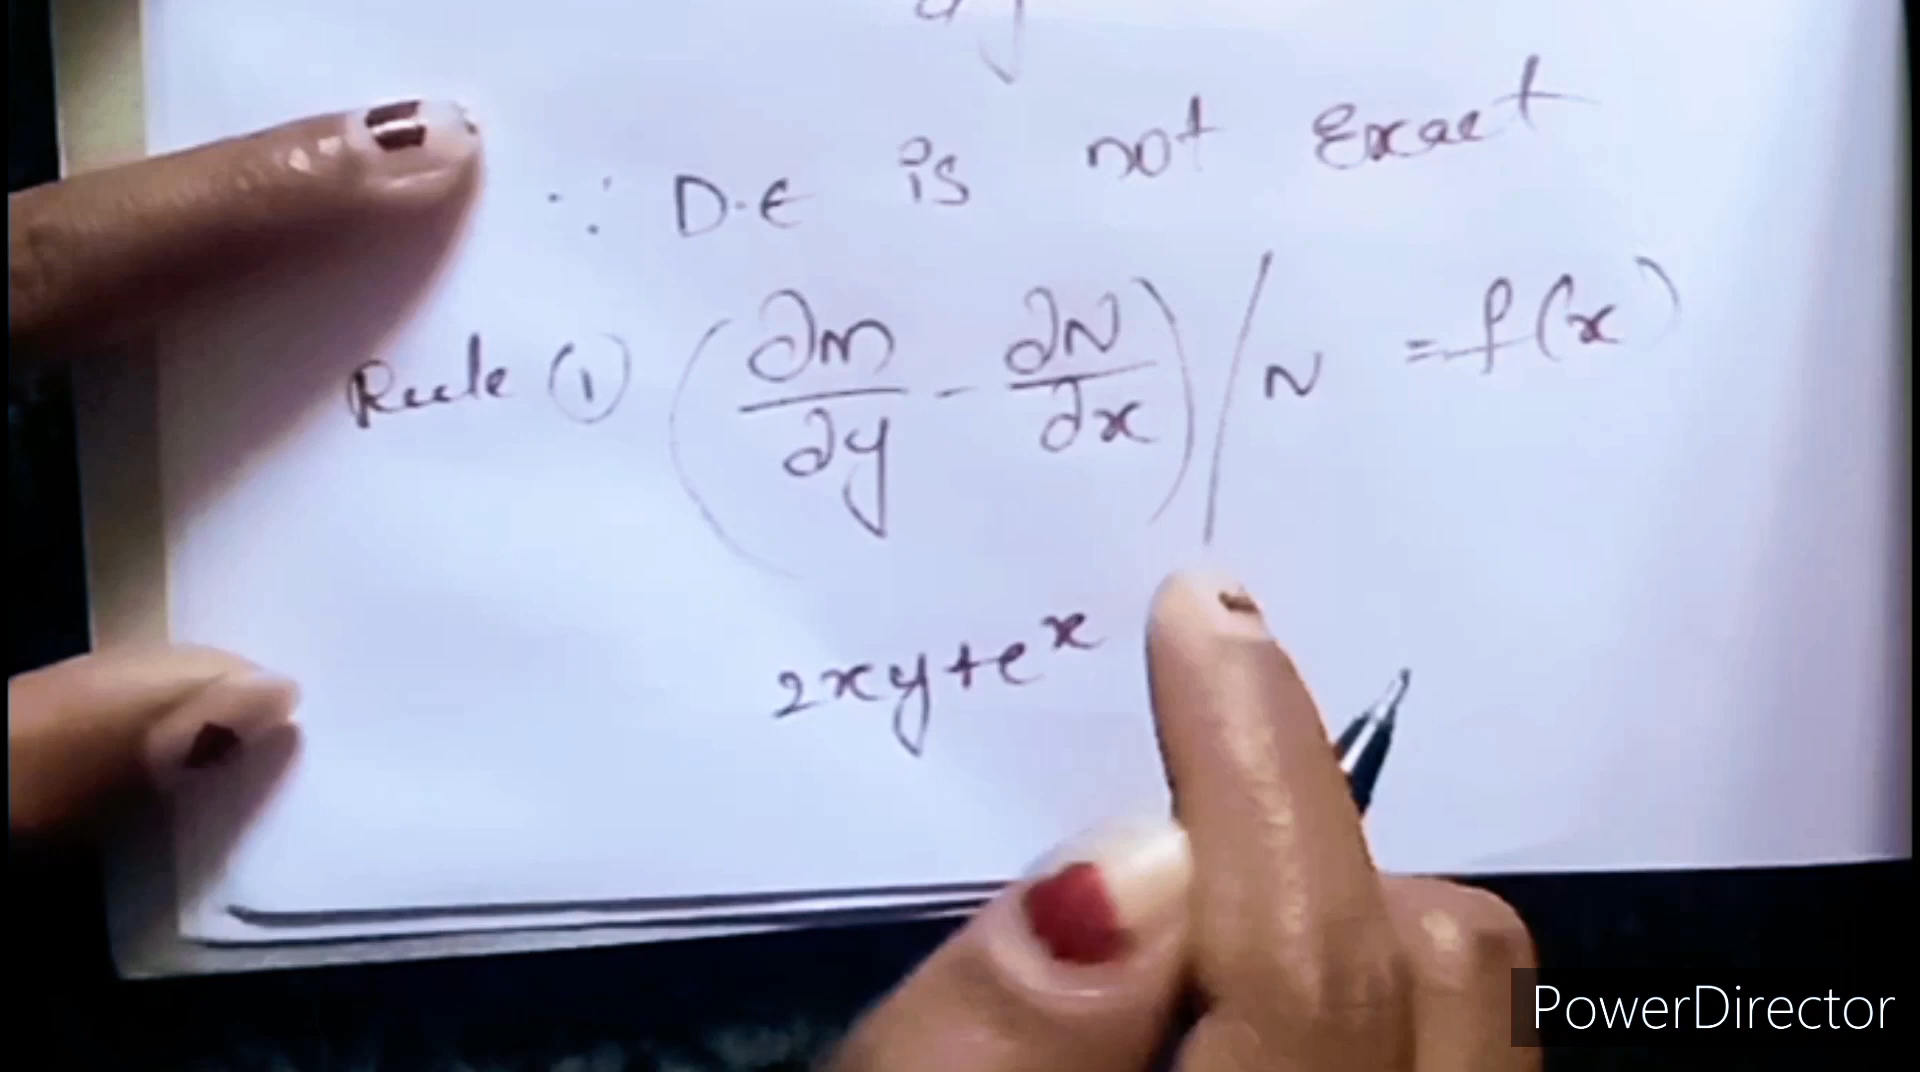 ∵ D.E is not Exact
Rule ① (∂m/∂y - ∂N/∂x) / N = f(x)
2xy+e^x
PowerDirector